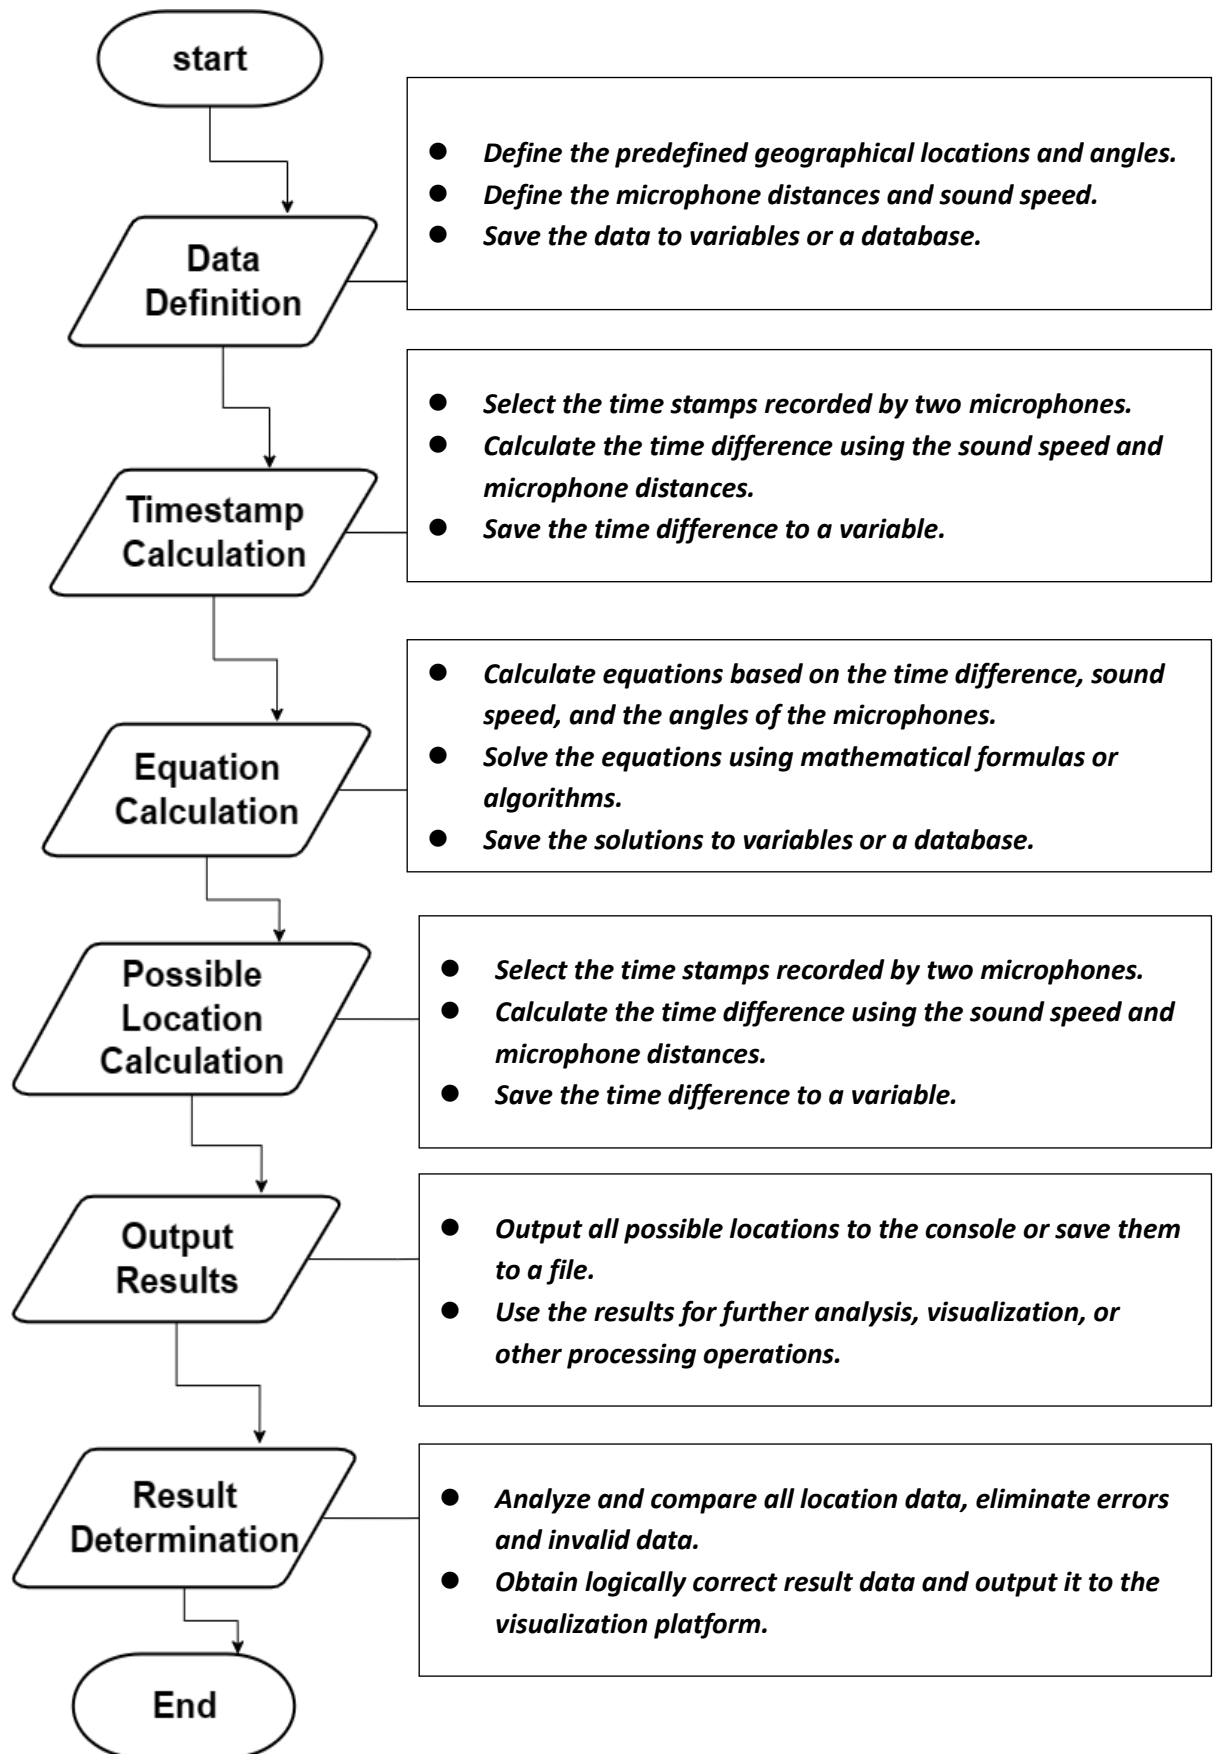 start
● Define the predefined geographical locations and angles.
● Define the microphone distances and sound speed.
● Save the data to variables or a database.
Data
Definition
● Select the time stamps recorded by two microphones.
● Calculate the time difference using the sound speed and
microphone distances.
● Save the time difference to a variable.
Timestamp
Calculation
● Calculate equations based on the time difference, sound
speed, and the angles of the microphones.
● Solve the equations using mathematical formulas or
algorithms.
● Save the solutions to variables or a database.
Equation
Calculation
● Select the time stamps recorded by two microphones.
● Calculate the time difference using the sound speed and
microphone distances.
● Save the time difference to a variable.
Possible
Location
Calculation
● Output all possible locations to the console or save them
to a file.
● Use the results for further analysis, visualization, or
other processing operations.
Output
Results
● Analyze and compare all location data, eliminate errors
and invalid data.
● Obtain logically correct result data and output it to the
visualization platform.
Result
Determination
End